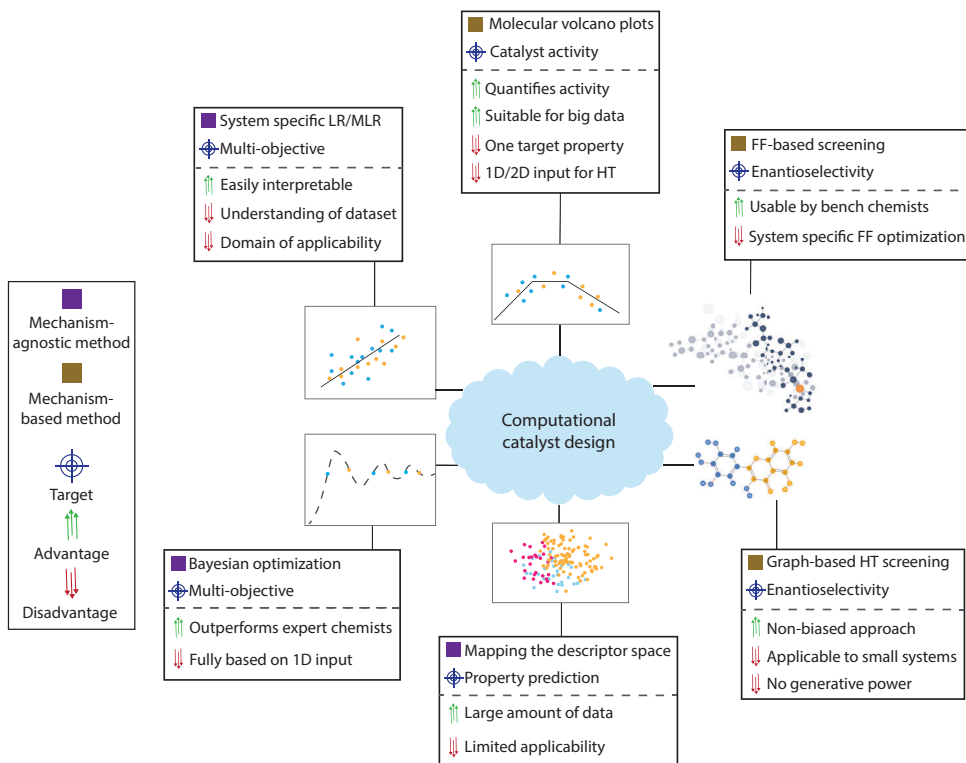 Molecular volcano plots
Catalyst activity
Quantifies activity
Suitable for big data
One target property
1D/2D input for HT
System specific LR/MLR
Multi-objective
Easily interpretable
Understanding of dataset
Domain of applicability
FF-based screening
Enantioselectivity
Usable by bench chemists
System specific FF optimization
Mechanism-
agnostic method
Mechanism-
based method
Target
Advantage
Disadvantage
Computational
catalyst design
Bayesian optimization
Multi-objective
Outperforms expert chemists
Fully based on 1D input
Mapping the descriptor space
Property prediction
Large amount of data
Limited applicability
Graph-based HT screening
Enantioselectivity
Non-biased approach
Applicable to small systems
No generative power